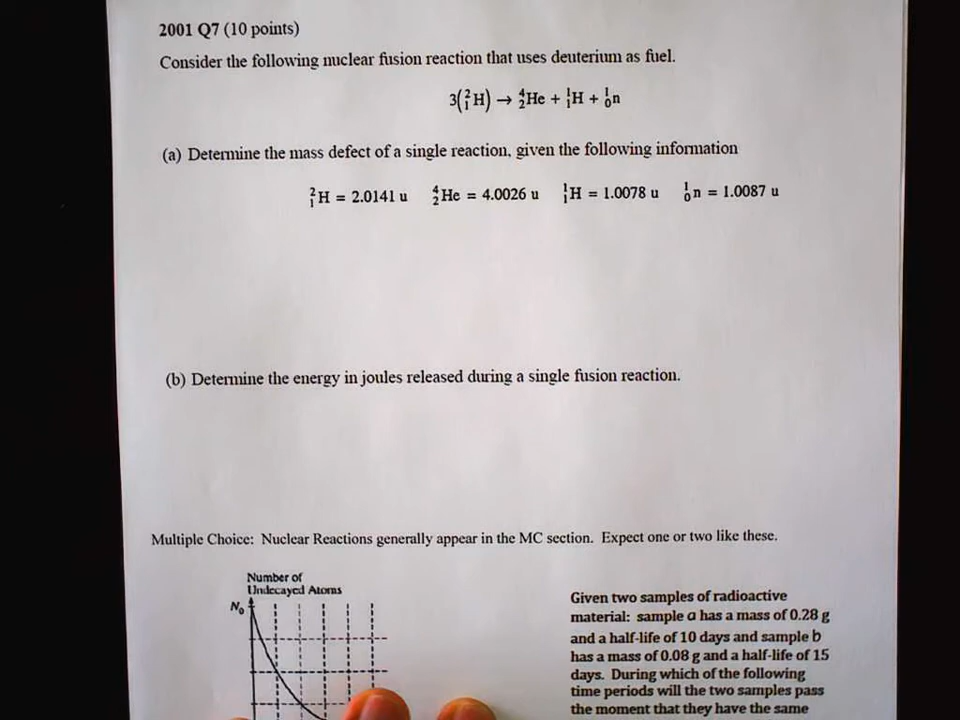 2001 Q7 (10 points)
Consider the following nuclear fusion reaction that uses deuterium as fuel.
3(²₁H) → ⁴₂He + ¹₁H + ¹₀n
(a) Determine the mass defect of a single reaction, given the following information
²₁H = 2.0141 u ⁴₂He = 4.0026 u ¹₁H = 1.0078 u ¹₀n = 1.0087 u
(b) Determine the energy in joules released during a single fusion reaction.
Multiple Choice: Nuclear Reactions generally appear in the MC section. Expect one or two like these.
Number of
Undecayed Atoms
N₀
Given two samples of radioactive
material: sample a has a mass of 0.28 g
and a half-life of 10 days and sample b
has a mass of 0.08 g and a half-life of 15
days. During which of the following
time periods will the two samples pass
the moment that they have the same